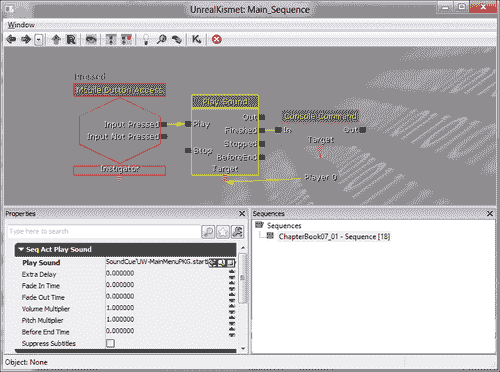 UnrealKismet: Main_Sequence
Window
Pressed
Mobile Button Access
Input Pressed
Input Not Pressed
Instigator
Play Sound
Play
Stop
Out
Finished
Stopped
BeforeEnd
Target
Console Command
In
Out
Target
Player 0
Properties
Type here to search
Seq Act Play Sound
Play Sound SoundCue'UW-MainMenuPKG.start
Extra Delay 0.000000
Fade In Time 0.000000
Fade Out Time 0.000000
Volume Multiplier 1.000000
Pitch Multiplier 1.000000
Before End Time 0.000000
Suppress Subtitles
Sequences
Sequences
ChapterBook07_01 - Sequence [18]
Object: None